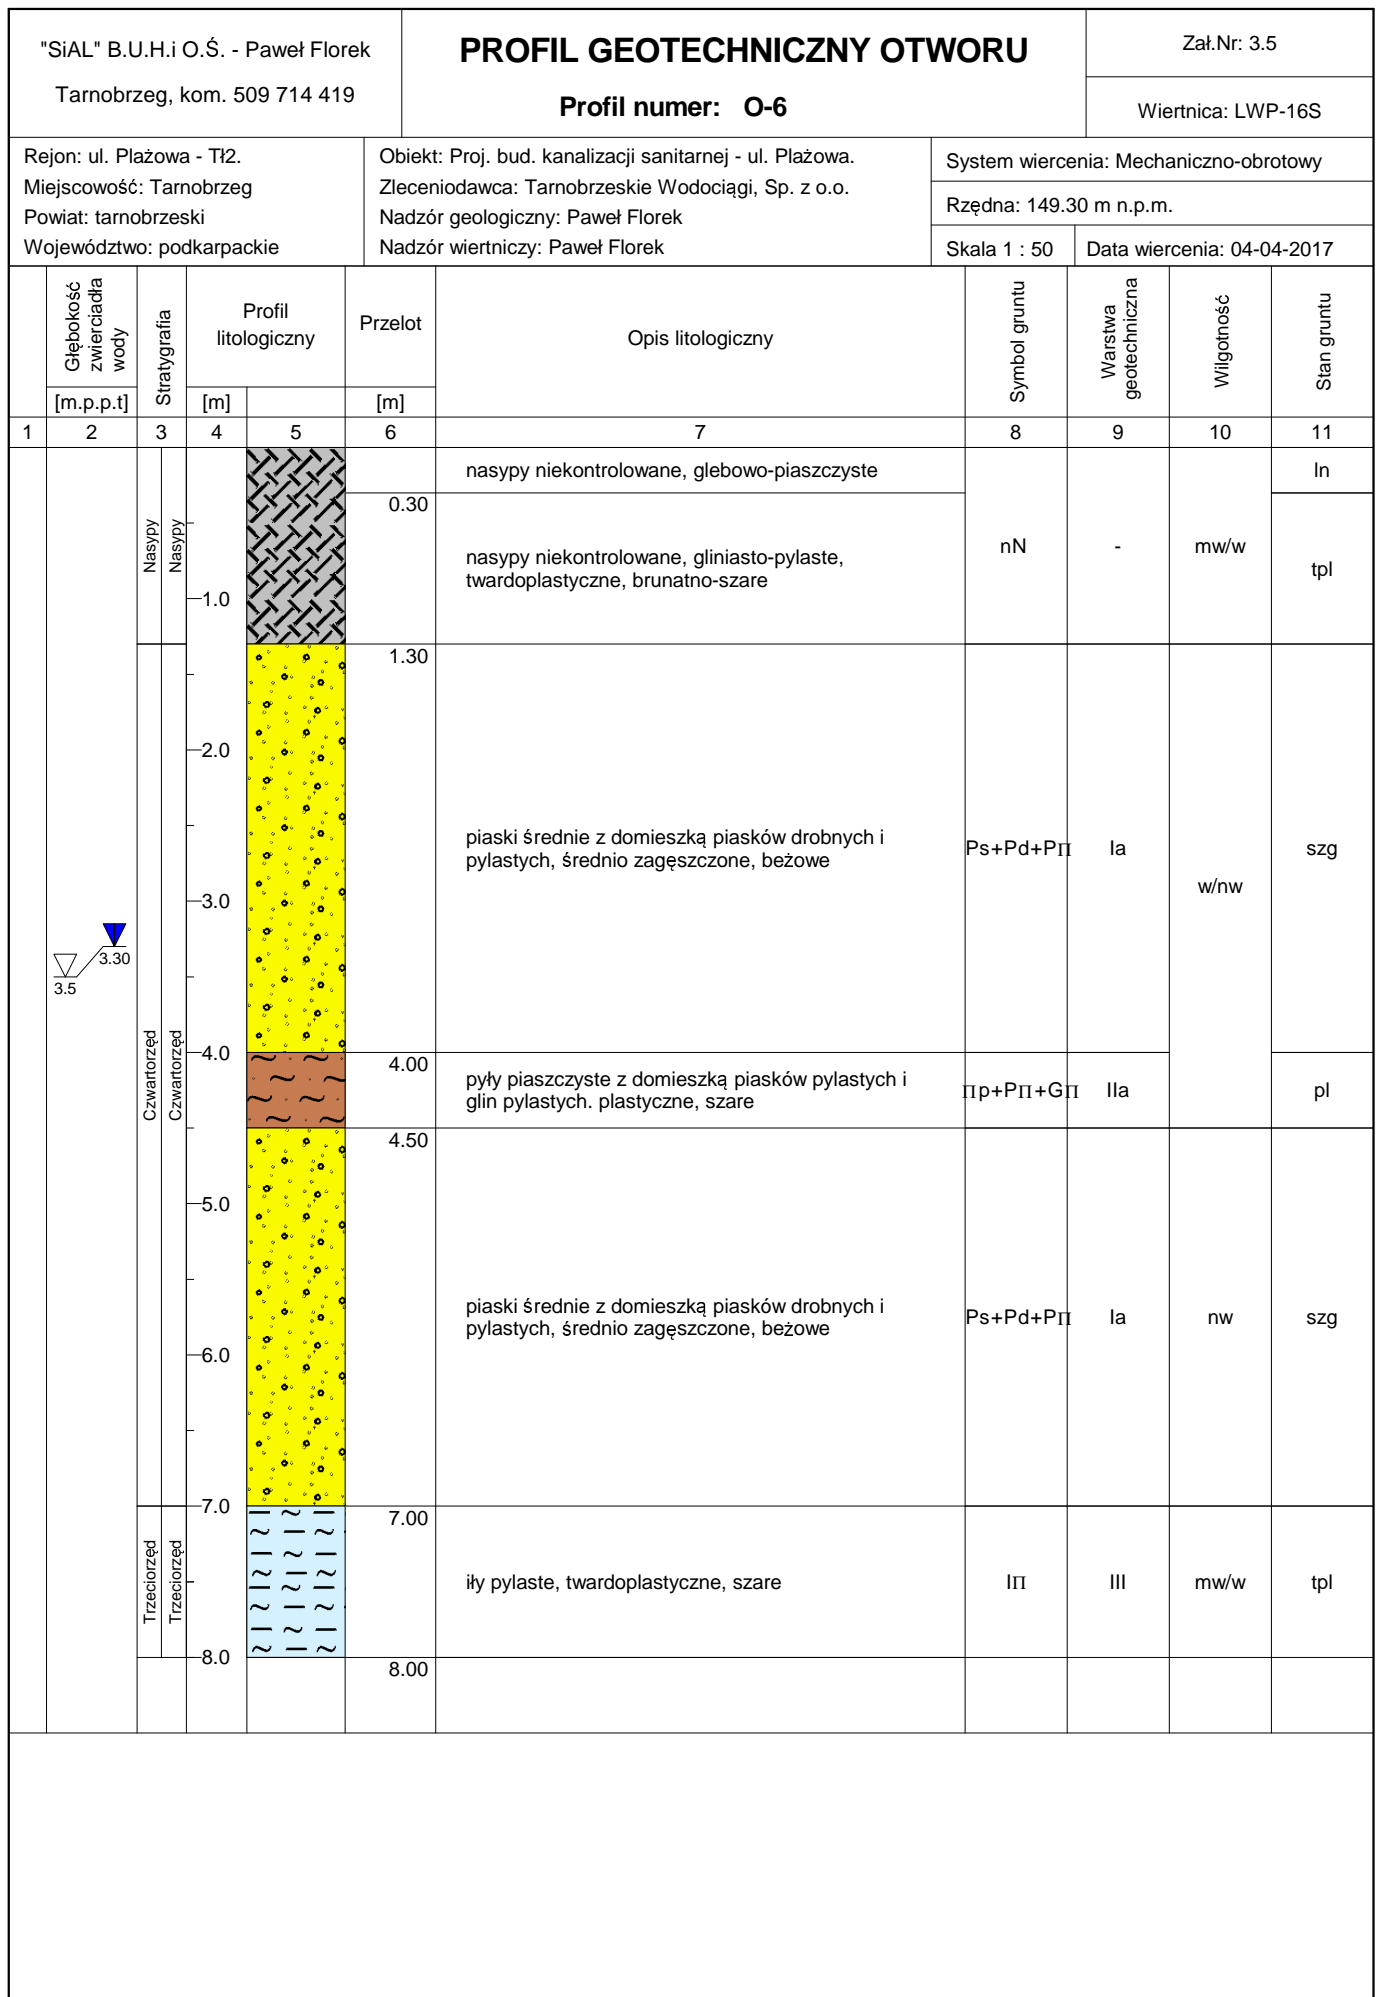 "SiAL" B.U.H.i O.Ś. - Paweł Florek
Tarnobrzeg, kom. 509 714 419
PROFIL GEOTECHNICZNY OTWORU
Profil numer: O-6
Zał.Nr: 3.5
Wiertnica: LWP-16S
Rejon: ul. Plażowa - Tł2.
Miejscowość: Tarnobrzeg
Powiat: tarnobrzeski
Województwo: podkarpackie
Obiekt: Proj. bud. kanalizacji sanitarnej - ul. Plażowa.
Zleceniodawca: Tarnobrzeskie Wodociągi, Sp. z o.o.
Nadzór geologiczny: Paweł Florek
Nadzór wiertniczy: Paweł Florek
System wiercenia: Mechaniczno-obrotowy
Rzędna: 149.30 m n.p.m.
Skala 1 : 50
Data wiercenia: 04-04-2017
Głębokość
zwierciadła
wody
[m.p.p.t]
Stratygrafia
Profil
litologiczny
[m]
Przelot
[m]
Opis litologiczny
Symbol gruntu
Warstwa
geotechniczna
Wilgotność
Stan gruntu
1 2 3 4 5 6 7 8 9 10 11
nasypy niekontrolowane, glebowo-piaszczyste
ln
0.30
Nasypy
Nasypy
nasypy niekontrolowane, gliniasto-pylaste,
twardoplastyczne, brunatno-szare
nN
-
mw/w
tpl
1.0
1.30
2.0
piaski średnie z domieszką piasków drobnych i
pylastych, średnio zagęszczone, beżowe
Ps+Pd+PΠ
Ia
w/nw
szg
3.0
3.30
3.5
Czwartorzęd
Czwartorzęd
4.0
4.00
pyły piaszczyste z domieszką piasków pylastych i
glin pylastych. plastyczne, szare
Πp+PΠ+GΠ
IIa
pl
4.50
5.0
piaski średnie z domieszką piasków drobnych i
pylastych, średnio zagęszczone, beżowe
Ps+Pd+PΠ
Ia
nw
szg
6.0
7.0
7.00
Trzeciorzęd
Trzeciorzęd
iły pylaste, twardoplastyczne, szare
IΠ
III
mw/w
tpl
8.0
8.00